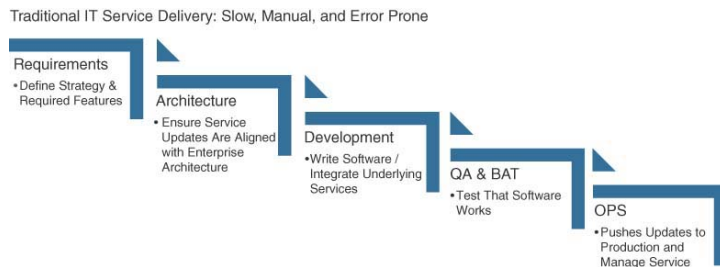 Traditional IT Service Delivery: Slow, Manual, and Error Prone
Requirements
•Define Strategy &
Required Features
Architecture
• Ensure Service
Updates Are Aligned
with Enterprise
Architecture
Development
•Write Software /
Integrate Underlying
Services
QA & BAT
•Test That Software
Works
OPS
•Pushes Updates to
Production and
Manage Service